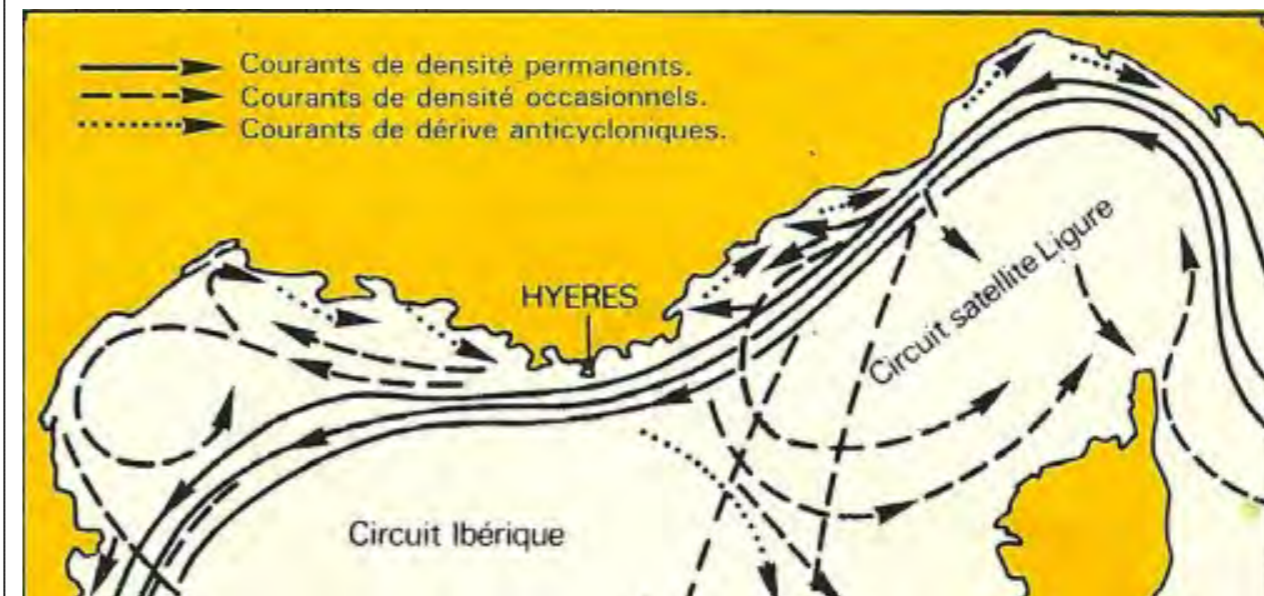 Courants de densité permanents.
Courants de densité occasionnels.
Courants de dérive anticycloniques.
HYERES
Circuit satellite Ligure
Circuit Ibérique